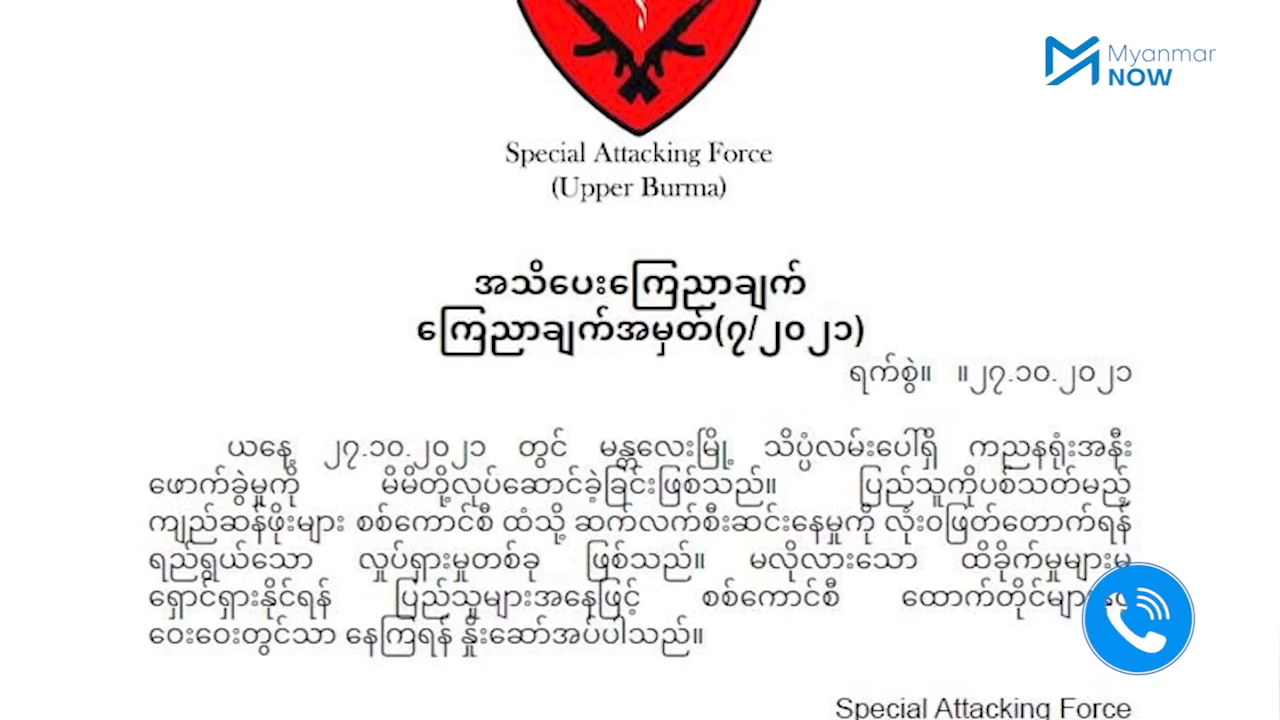 Myanmar
NOW
Special Attacking Force
(Upper Burma)
အသိပေးကြေညာချက်
ကြေညာချက်အမှတ်(၇/၂၀၂၁)
ရက်စွဲ။ ။၂၇.၁၀.၂၀၂၁
ယနေ့ ၂၇.၁၀.၂၀၂၁ တွင် မန္တလေးမြို့ သိပ္ပံလမ်းပေါ်ရှိ ကညနရုံးအနီး
ဖောက်ခွဲမှုကို မိမိတို့လုပ်ဆောင်ခဲ့ခြင်းဖြစ်သည်။ ပြည်သူကိုပစ်သတ်မည့်
ကျည်ဆန်ဖိုးများ စစ်ကောင်စီ ထံသို့ ဆက်လက်စီးဆင်းနေမှုကို လုံးဝဖြတ်တောက်ရန်
ရည်ရွယ်သော လှုပ်ရှားမှုတစ်ခု ဖြစ်သည်။ မလိုလားသော ထိခိုက်မှုများမှ
ရှောင်ရှားနိုင်ရန် ပြည်သူများအနေဖြင့် စစ်ကောင်စီ
ဝေးဝေးတွင်သာ နေကြရန် နှိုးဆော်အပ်ပါသည်။
Special Attacking Force